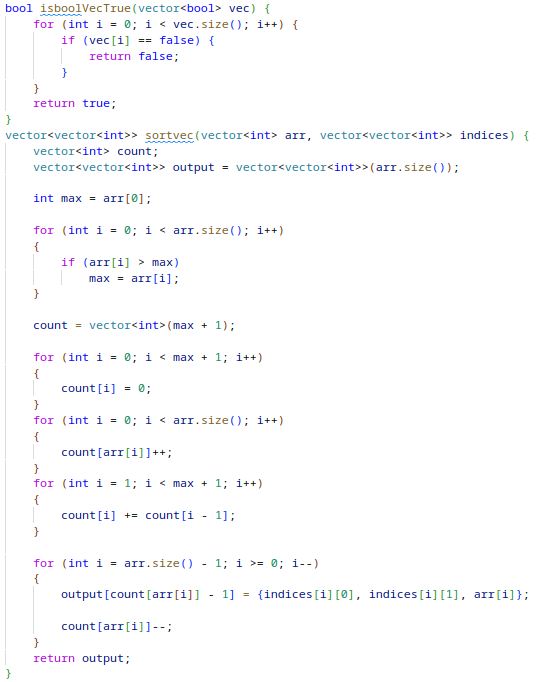 bool isboolVecTrue(vector<bool> vec) {
    for (int i = 0; i < vec.size(); i++) {
        if (vec[i] == false) {
            return false;
        }
    }
    return true;
}
vector<vector<int>> sortvec(vector<int> arr, vector<vector<int>> indices) {
    vector<int> count;
    vector<vector<int>> output = vector<vector<int>>(arr.size());

    int max = arr[0];

    for (int i = 0; i < arr.size(); i++)
    {
        if (arr[i] > max)
            max = arr[i];
    }

    count = vector<int>(max + 1);

    for (int i = 0; i < max + 1; i++)
    {
        count[i] = 0;
    }
    for (int i = 0; i < arr.size(); i++)
    {
        count[arr[i]]++;
    }
    for (int i = 1; i < max + 1; i++)
    {
        count[i] += count[i - 1];
    }

    for (int i = arr.size() - 1; i >= 0; i--)
    {
        output[count[arr[i]] - 1] = {indices[i][0], indices[i][1], arr[i]};

        count[arr[i]]--;
    }
    return output;
}